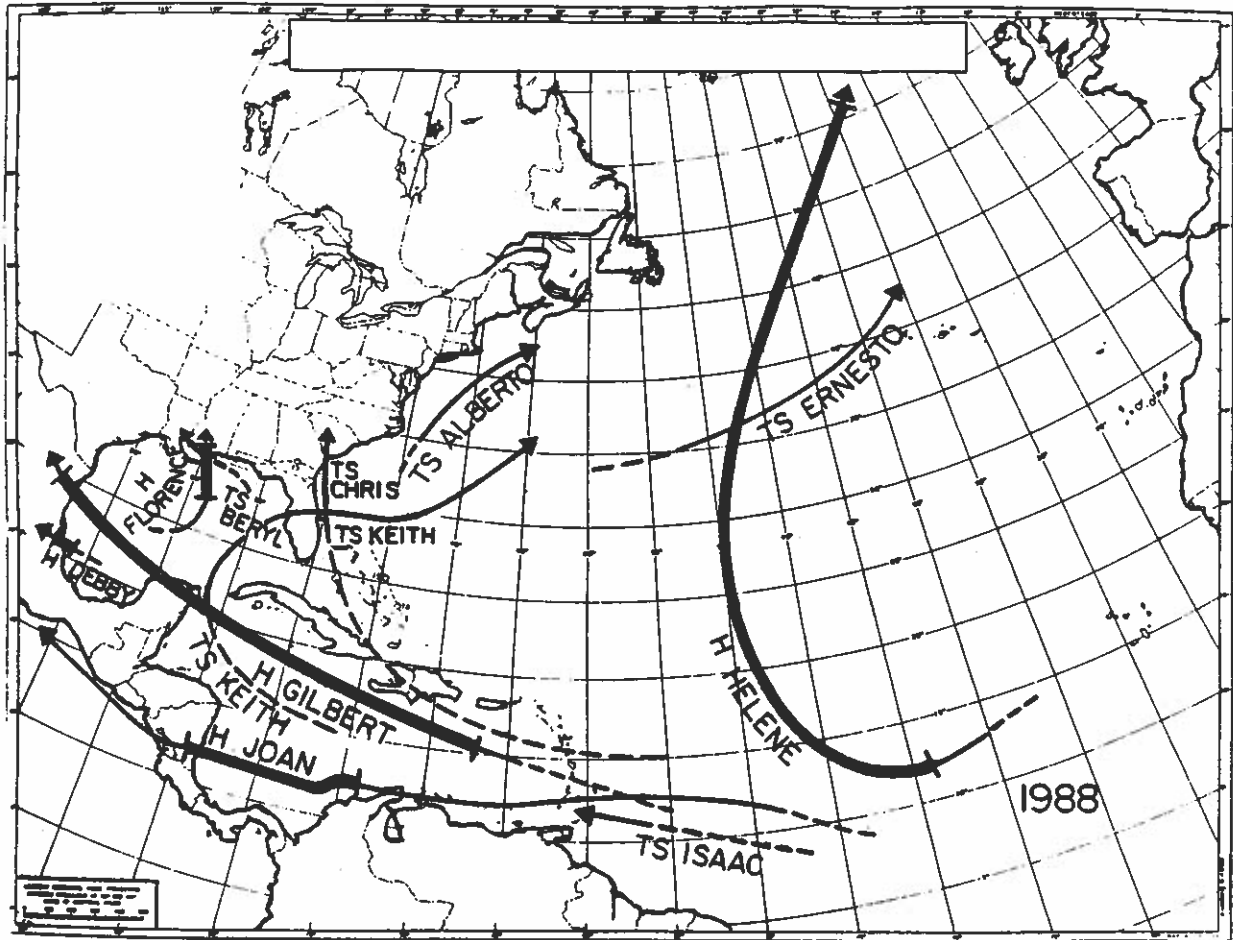 TS ALBERTO
TS ERNESTO
H
FLORENCE
TS
BERYL
TS
CHRIS
TS KEITH
H DEBBY
H GILBERT
TS KEITH
H JOAN
H HELENE
TS ISAAC
1988